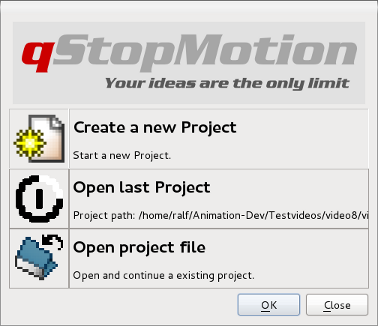 qStopMotion
Your ideas are the only limit
Create a new Project
Start a new Project.
Open last Project
Project path: /home/ralf/Animation-Dev/Testvideos/video8/vi
Open project file
Open and continue a existing project.
OK
Close